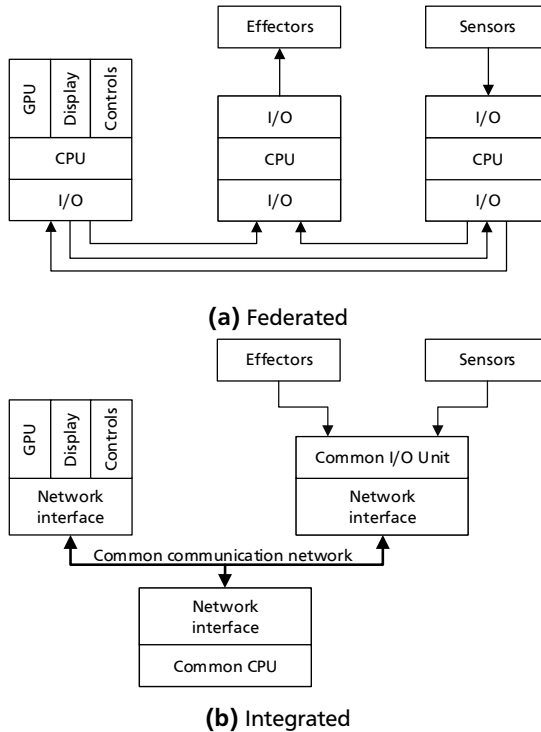 Effectors
Sensors
GPU
Display
Controls
CPU
I/O
I/O
CPU
I/O
I/O
CPU
I/O
(a) Federated
Effectors
Sensors
GPU
Display
Controls
Network
interface
Common I/O Unit
Network
interface
Common communication network
Network
interface
Common CPU
(b) Integrated